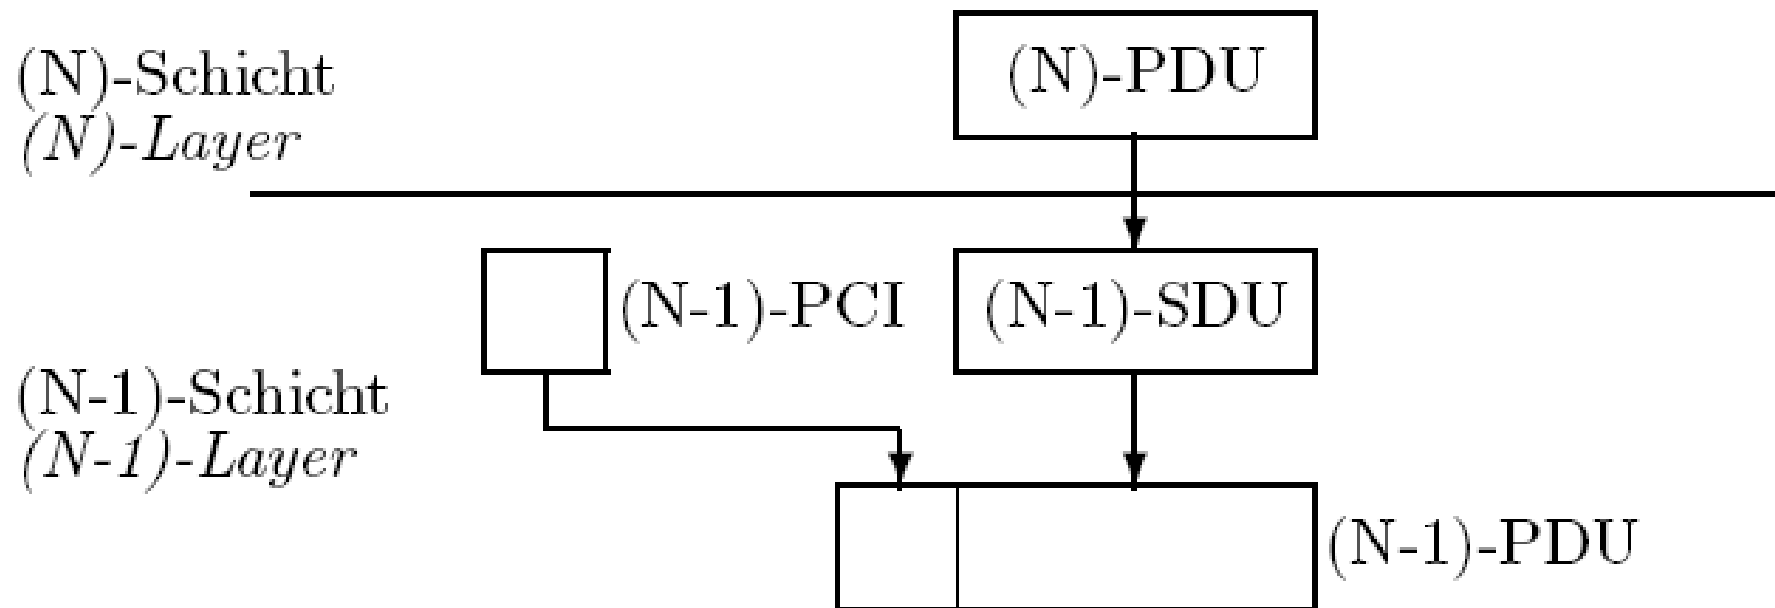 (N)-Schicht
(N)-Layer
(N)-PDU
(N-1)-PCI
(N-1)-SDU
(N-1)-Schicht
(N-1)-Layer
(N-1)-PDU